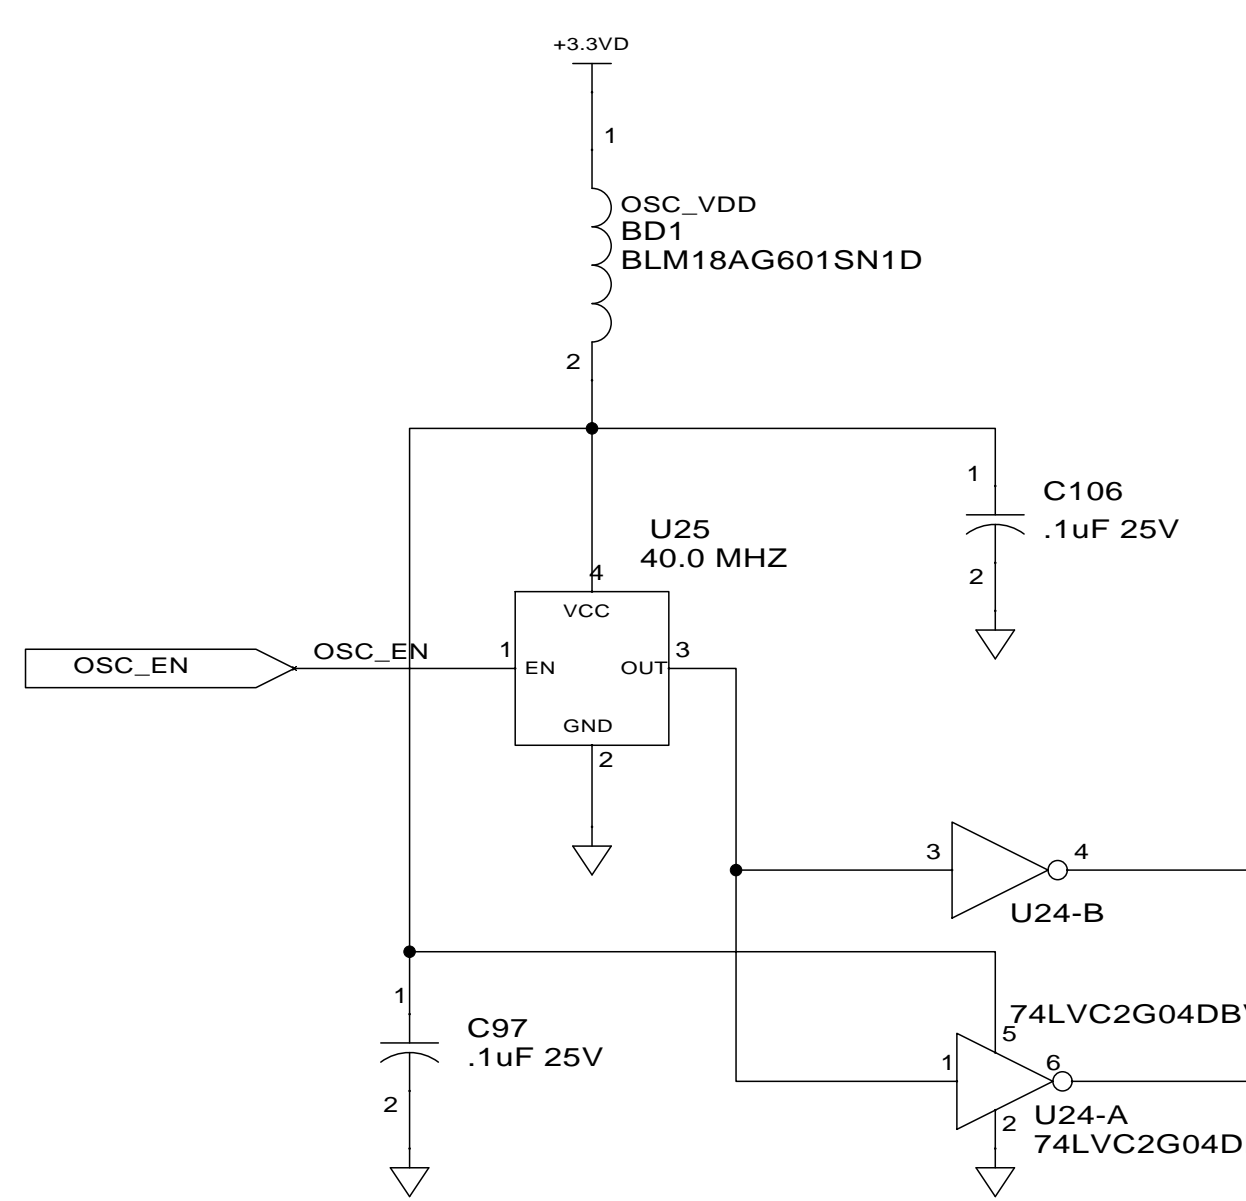 +3.3VD
1
OSC_VDD
BD1
BLM18AG601SN1D
2
1
C106
.1uF 25V
2
U25
40.0 MHZ
4
VCC
OSC_EN
OSC_EN
1
EN
OUT
3
GND
2
3
4
U24-B
1
C97
.1uF 25V
2
74LVC2G04DB
5
1
6
2
U24-A
74LVC2G04D